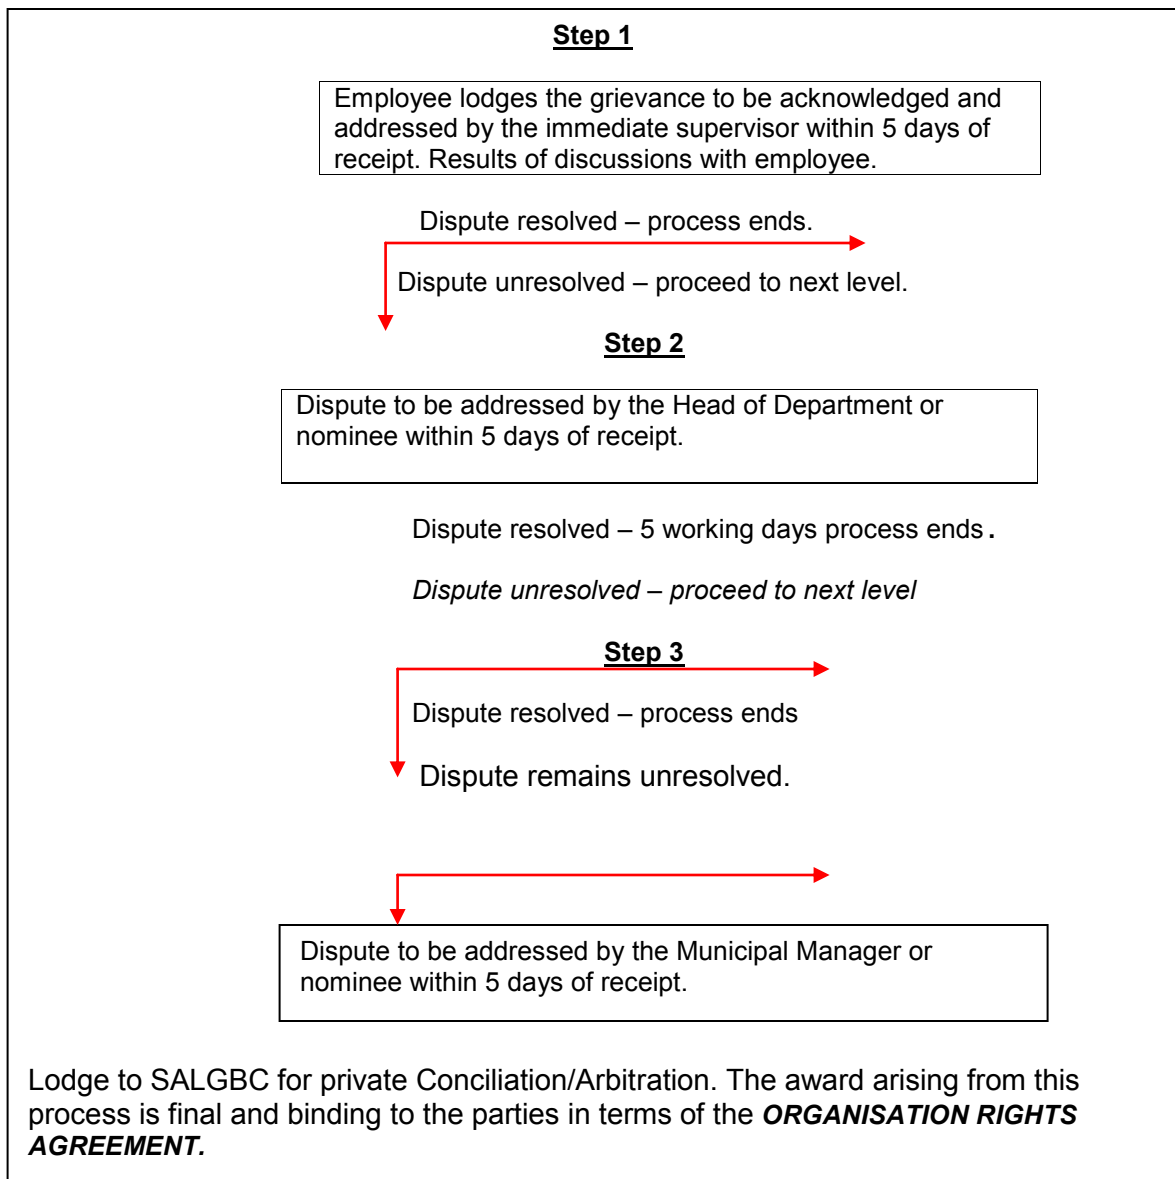 Step 1
Employee lodges the grievance to be acknowledged and
addressed by the immediate supervisor within 5 days of
receipt. Results of discussions with employee.
Dispute resolved – process ends.
Dispute unresolved – proceed to next level.
Step 2
Dispute to be addressed by the Head of Department or
nominee within 5 days of receipt.
Dispute resolved – 5 working days process ends.
Dispute unresolved – proceed to next level
Step 3
Dispute resolved – process ends
Dispute remains unresolved.
Dispute to be addressed by the Municipal Manager or
nominee within 5 days of receipt.
Lodge to SALGBC for private Conciliation/Arbitration. The award arising from this
process is final and binding to the parties in terms of the ORGANISATION RIGHTS
AGREEMENT.